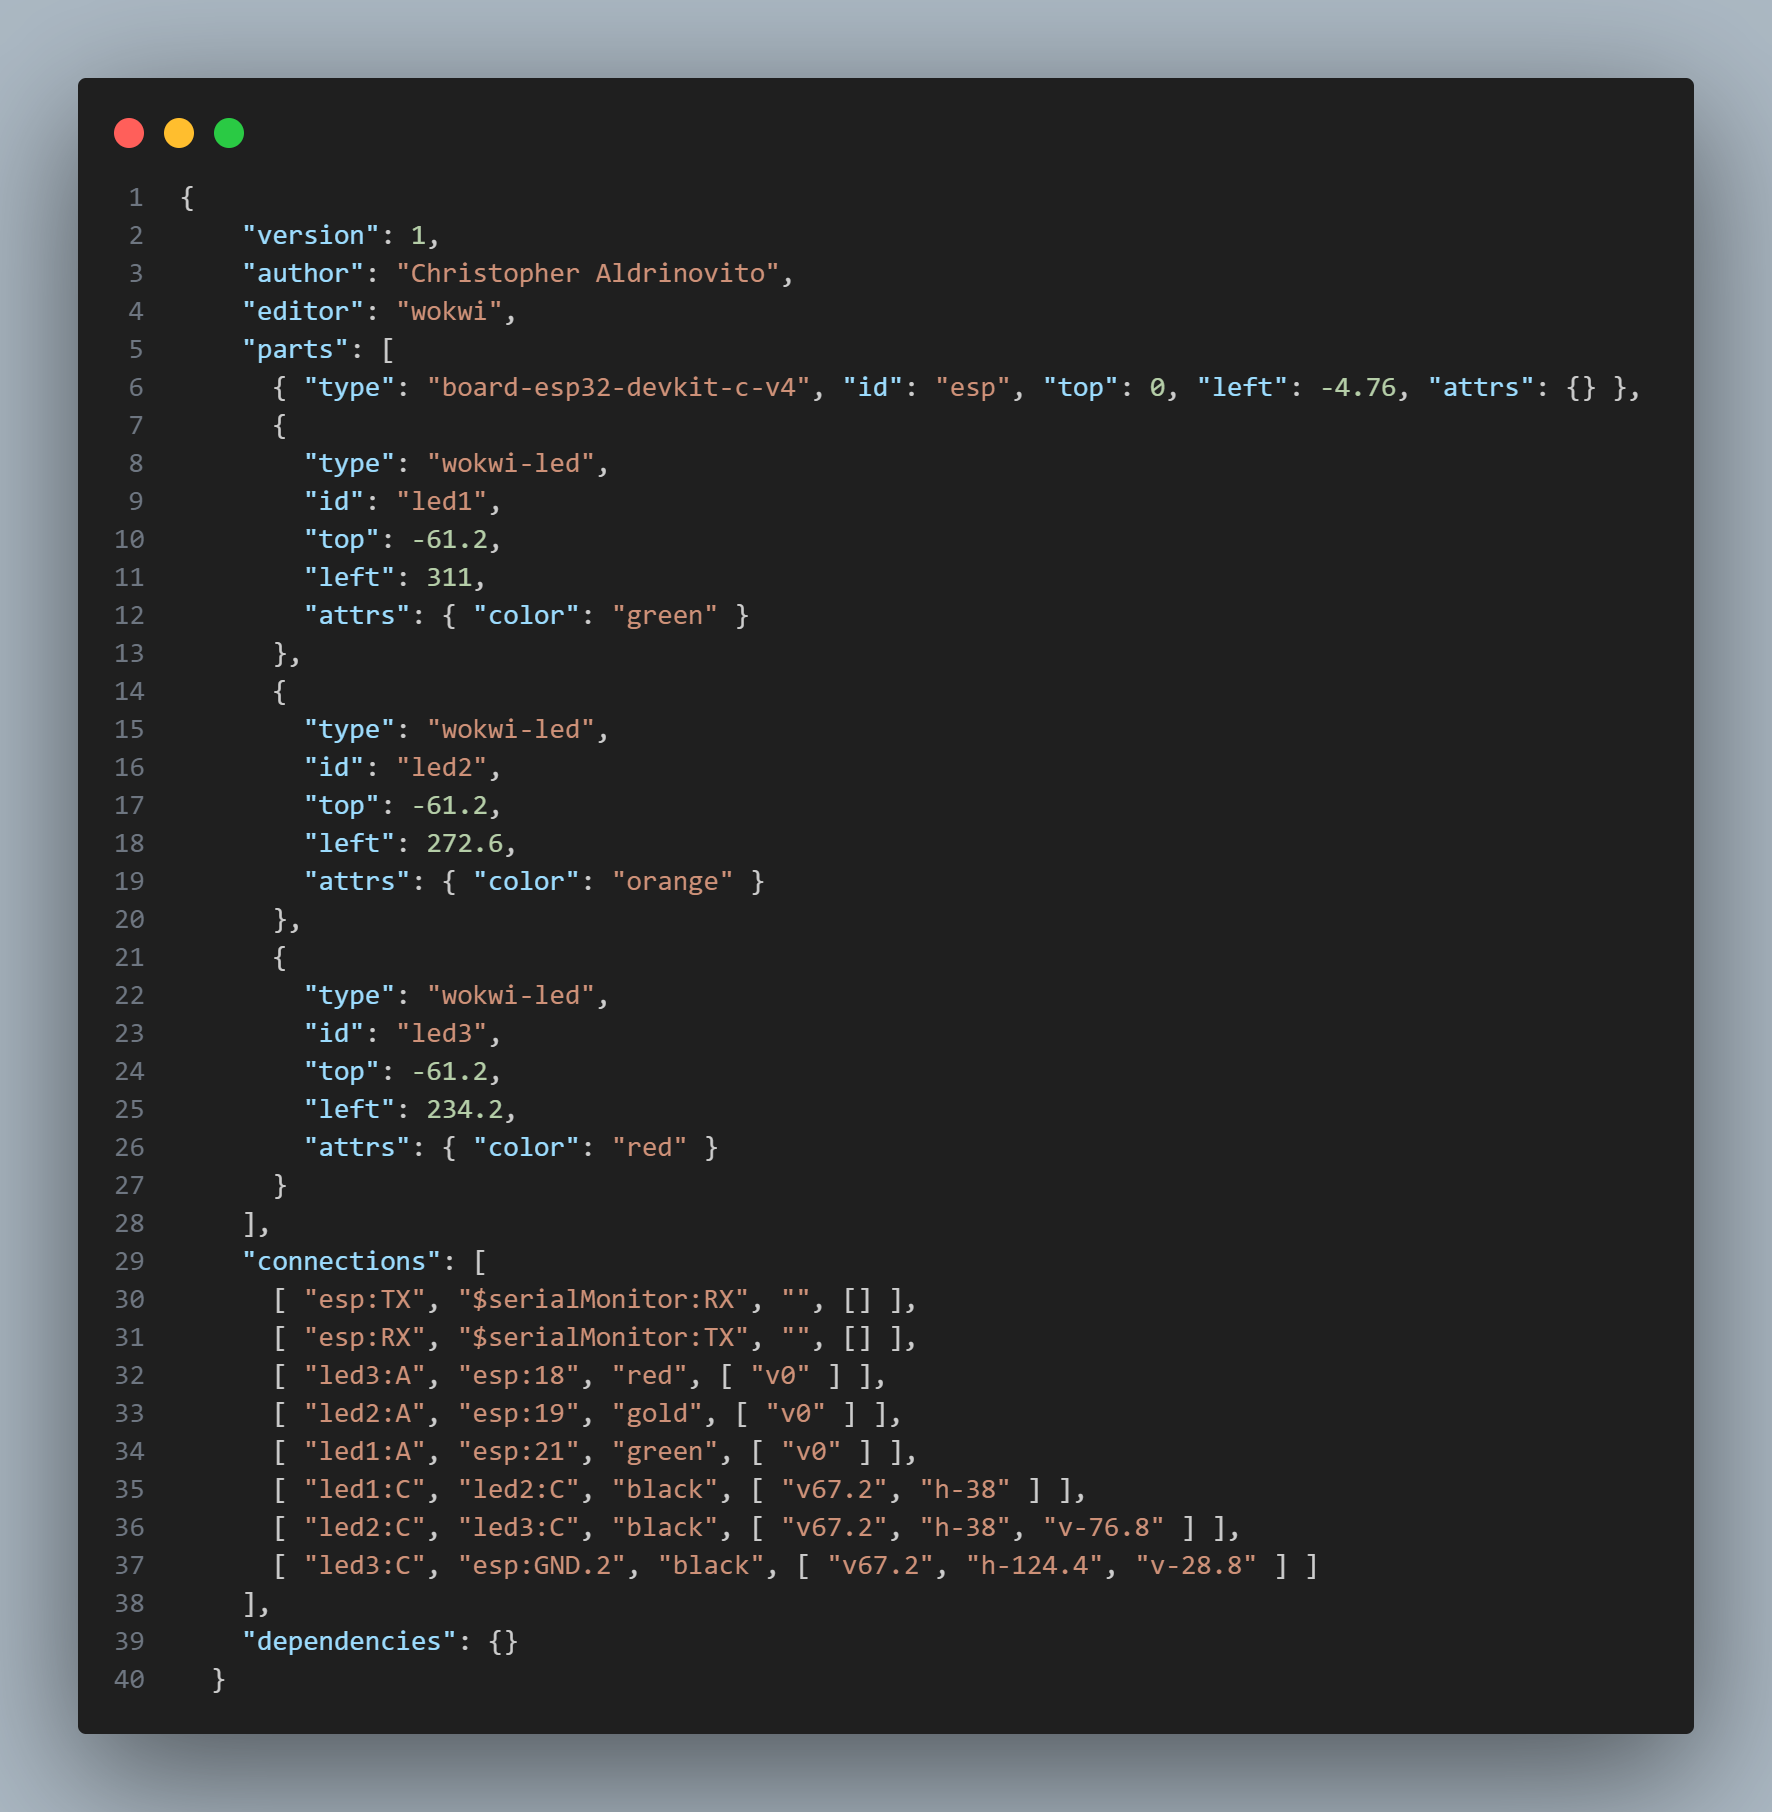 1 {
2     "version": 1,
3     "author": "Christopher Aldrinovito",
4     "editor": "wokwi",
5     "parts": [
6       { "type": "board-esp32-devkit-c-v4", "id": "esp", "top": 0, "left": -4.76, "attrs": {} },
7       {
8         "type": "wokwi-led",
9         "id": "led1",
10         "top": -61.2,
11         "left": 311,
12         "attrs": { "color": "green" }
13       },
14       {
15         "type": "wokwi-led",
16         "id": "led2",
17         "top": -61.2,
18         "left": 272.6,
19         "attrs": { "color": "orange" }
20       },
21       {
22         "type": "wokwi-led",
23         "id": "led3",
24         "top": -61.2,
25         "left": 234.2,
26         "attrs": { "color": "red" }
27       }
28     ],
29     "connections": [
30       [ "esp:TX", "$serialMonitor:RX", "", [] ],
31       [ "esp:RX", "$serialMonitor:TX", "", [] ],
32       [ "led3:A", "esp:18", "red", [ "v0" ] ],
33       [ "led2:A", "esp:19", "gold", [ "v0" ] ],
34       [ "led1:A", "esp:21", "green", [ "v0" ] ],
35       [ "led1:C", "led2:C", "black", [ "v67.2", "h-38" ] ],
36       [ "led2:C", "led3:C", "black", [ "v67.2", "h-38", "v-76.8" ] ],
37       [ "led3:C", "esp:GND.2", "black", [ "v67.2", "h-124.4", "v-28.8" ] ]
38     ],
39     "dependencies": {}
40   }